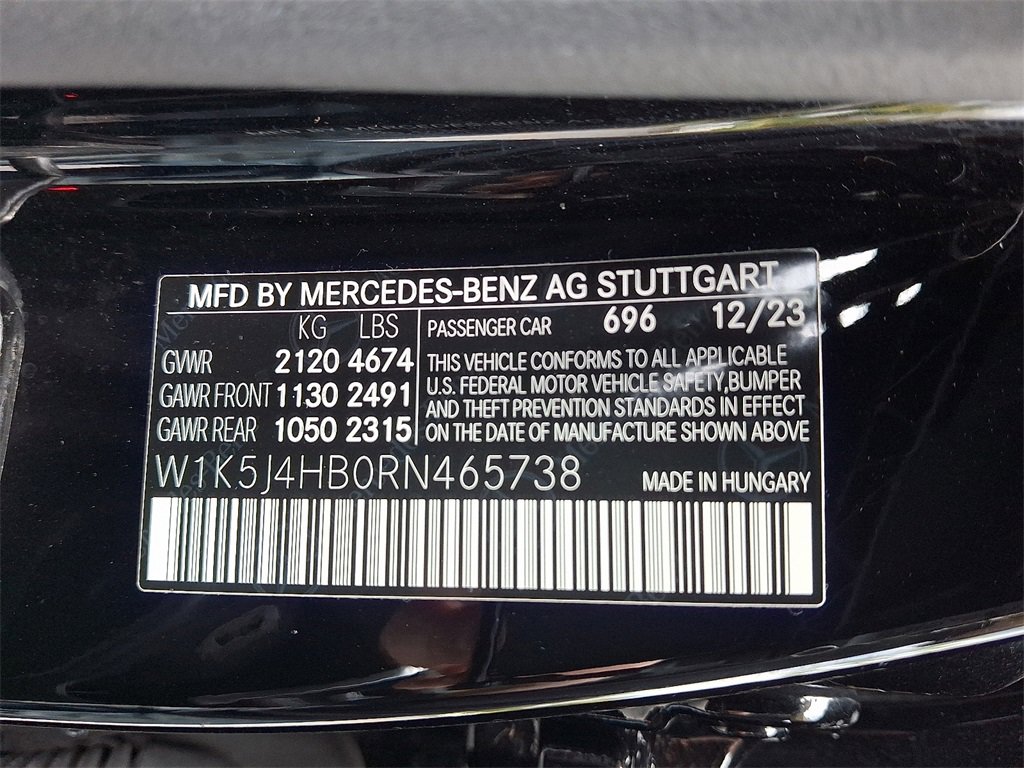 MFD BY MERCEDES-BENZ AG STUTTGART
KG LBS
GVWR 2120 4674
GAWR FRONT 1130 2491
GAWR REAR 1050 2315
PASSENGER CAR 696 12/23
THIS VEHICLE CONFORMS TO ALL APPLICABLE
U.S. FEDERAL MOTOR VEHICLE SAFETY, BUMPER
AND THEFT PREVENTION STANDARDS IN EFFECT
ON THE DATE OF MANUFACTURE SHOWN ABOVE
W1K5J4HB0RN465738
MADE IN HUNGARY